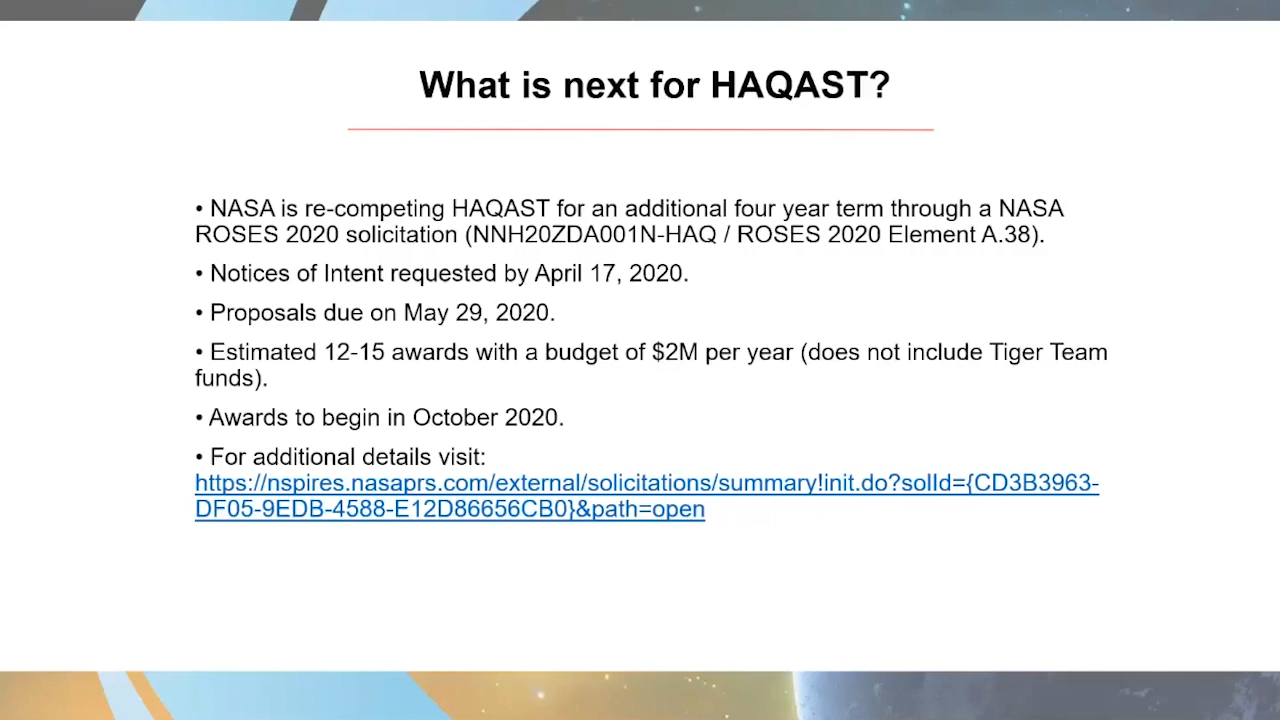 What is next for HAQAST?
• NASA is re-competing HAQAST for an additional four year term through a NASA
ROSES 2020 solicitation (NNH20ZDA001N-HAQ / ROSES 2020 Element A.38).
• Notices of Intent requested by April 17, 2020.
• Proposals due on May 29, 2020.
• Estimated 12-15 awards with a budget of $2M per year (does not include Tiger Team
funds).
• Awards to begin in October 2020.
• For additional details visit:
https://nspires.nasaprs.com/external/solicitations/summary!init.do?solId={CD3B3963-
DF05-9EDB-4588-E12D86656CB0}&path=open